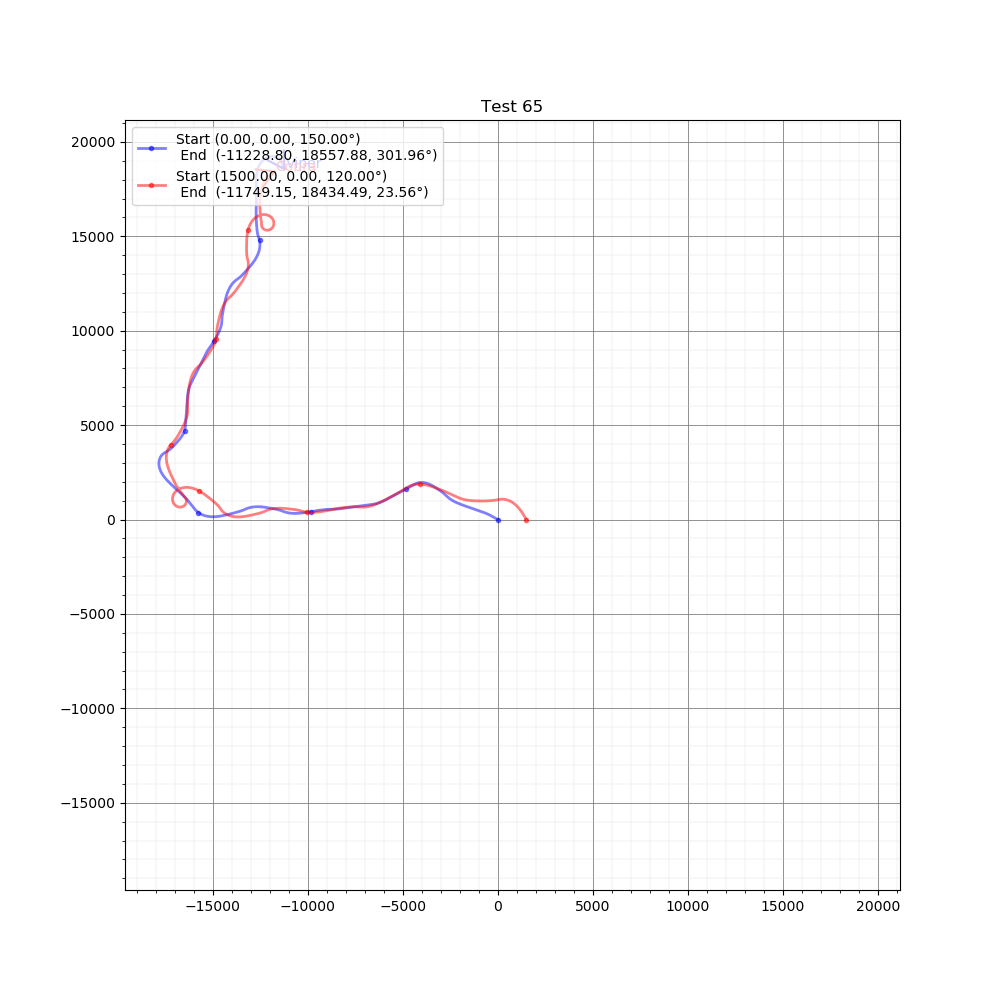 Test 65
Start (0.00, 0.00, 150.00°)
End  (-11228.80, 18557.88, 301.96°)
Start (1500.00, 0.00, 120.00°)
End  (-11749.15, 18434.49, 23.56°)
20000
15000
10000
5000
0
−5000
−10000
−15000
−15000 −10000 −5000 0 5000 10000 15000 20000